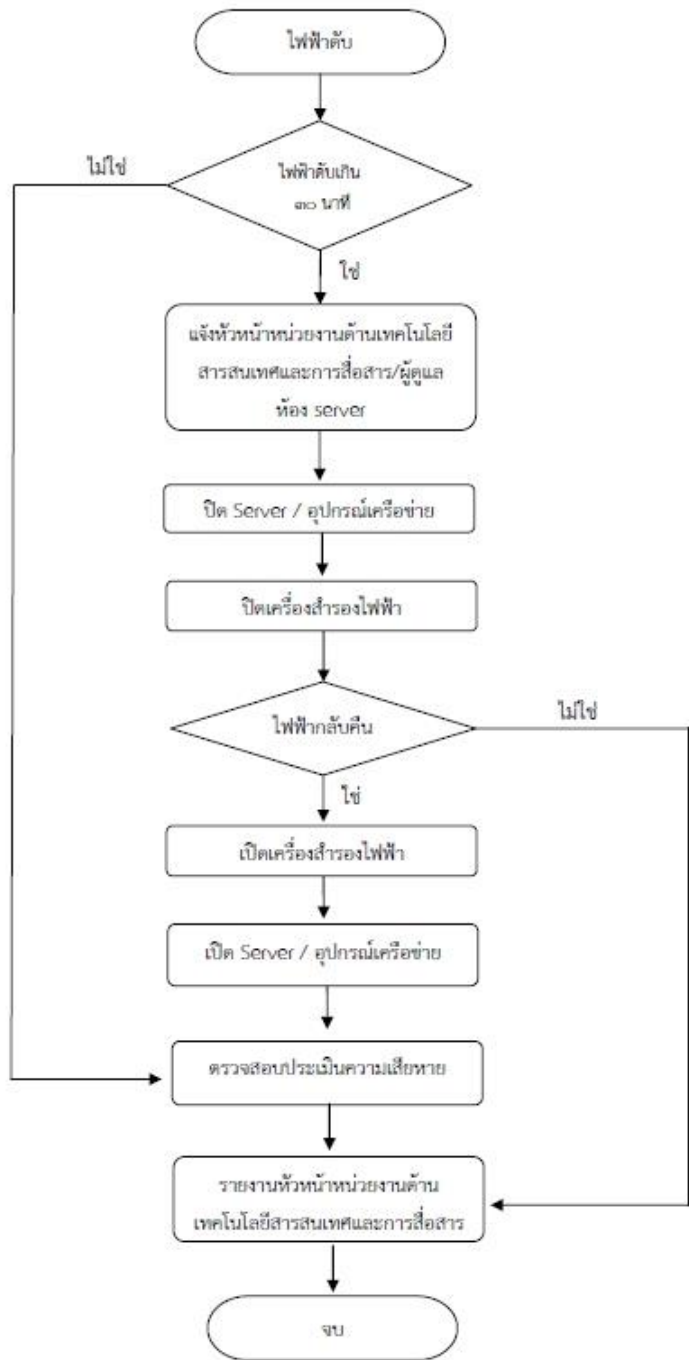 ไฟฟ้าดับ
ไม่ใช่
ไฟฟ้าดับเกิน
๓๐ นาที
ใช่
แจ้งหัวหน้าหน่วยงานด้านเทคโนโลยี
สารสนเทศและการสื่อสาร/ผู้ดูแล
ห้อง server
ปิด Server / อุปกรณ์เครือข่าย
ปิดเครื่องสำรองไฟฟ้า
ไฟฟ้ากลับคืน
ไม่ใช่
ใช่
เปิดเครื่องสำรองไฟฟ้า
เปิด Server / อุปกรณ์เครือข่าย
ตรวจสอบประเมินความเสียหาย
รายงานหัวหน้าหน่วยงานด้าน
เทคโนโลยีสารสนเทศและการสื่อสาร
จบ